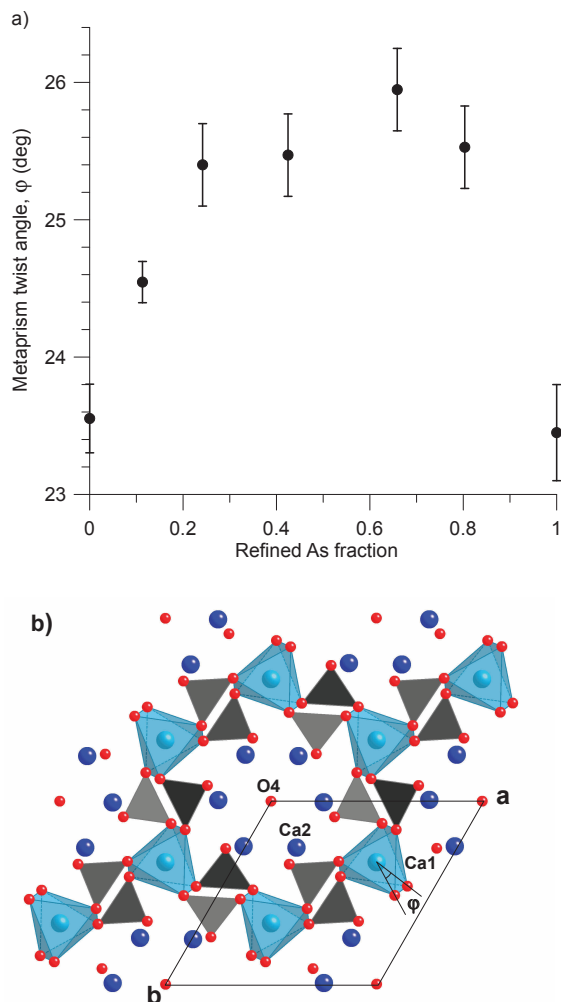 a)
Metaprism twist angle, φ (deg)
26
25
24
23
0
0.2
0.4
0.6
0.8
1
Refined As fraction
b)
O4
a
Ca2
Ca1
φ
b